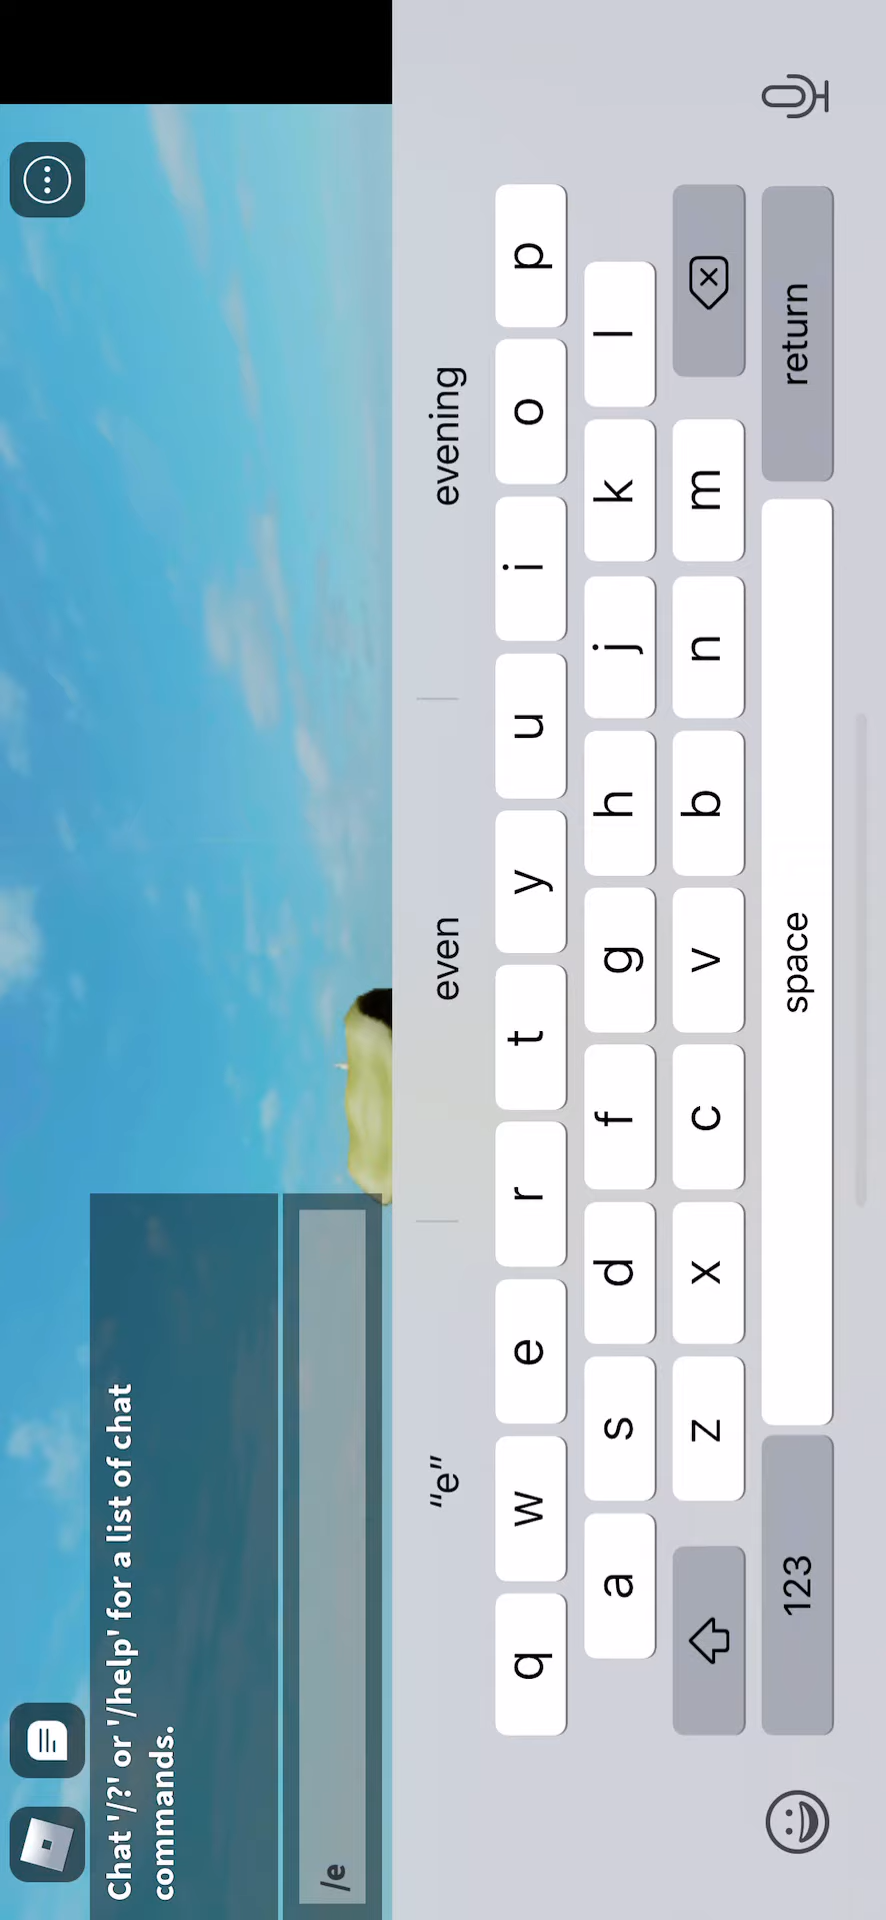 Chat '/?' or '/help' for a list of chat
commands.
/e
"e" even evening
q w e r t y u i o p
a s d f g h j k l
z x c v b n m
123 space return